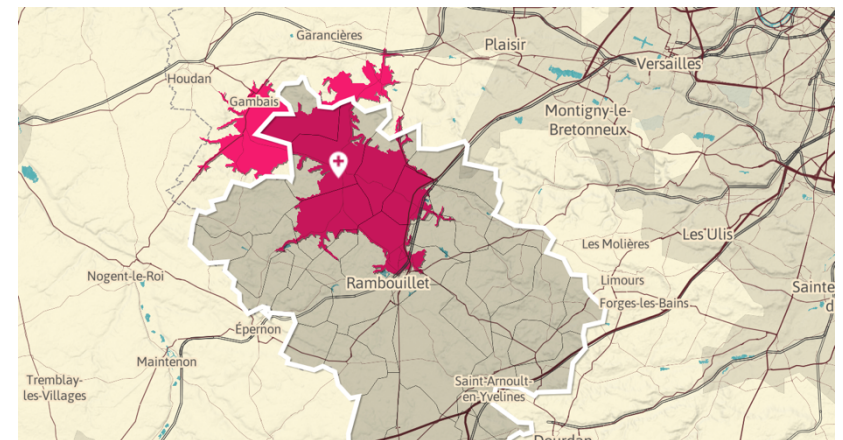 Garancières
Plaisir
Versailles
Houdan
Gambais
Montigny-le-
Bretonneux
Les Ulis
Les Molières
Nogent-le-Roi
Rambouillet
Limours
Sainte
Forges-les-Bains
d
Épernon
Maintenon
Tremblay-
les-Villages
Saint-Arnoult-
en-Yvelines
Dourdan